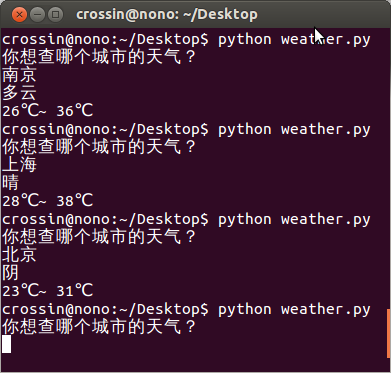 crossin@nono: ~/Desktop
crossin@nono:~/Desktop$ python weather.py
你想查哪个城市的天气？
南京
多云
26℃~ 36℃
crossin@nono:~/Desktop$ python weather.py
你想查哪个城市的天气？
上海
晴
28℃~ 38℃
crossin@nono:~/Desktop$ python weather.py
你想查哪个城市的天气？
北京
阴
23℃~ 31℃
crossin@nono:~/Desktop$ python weather.py
你想查哪个城市的天气？